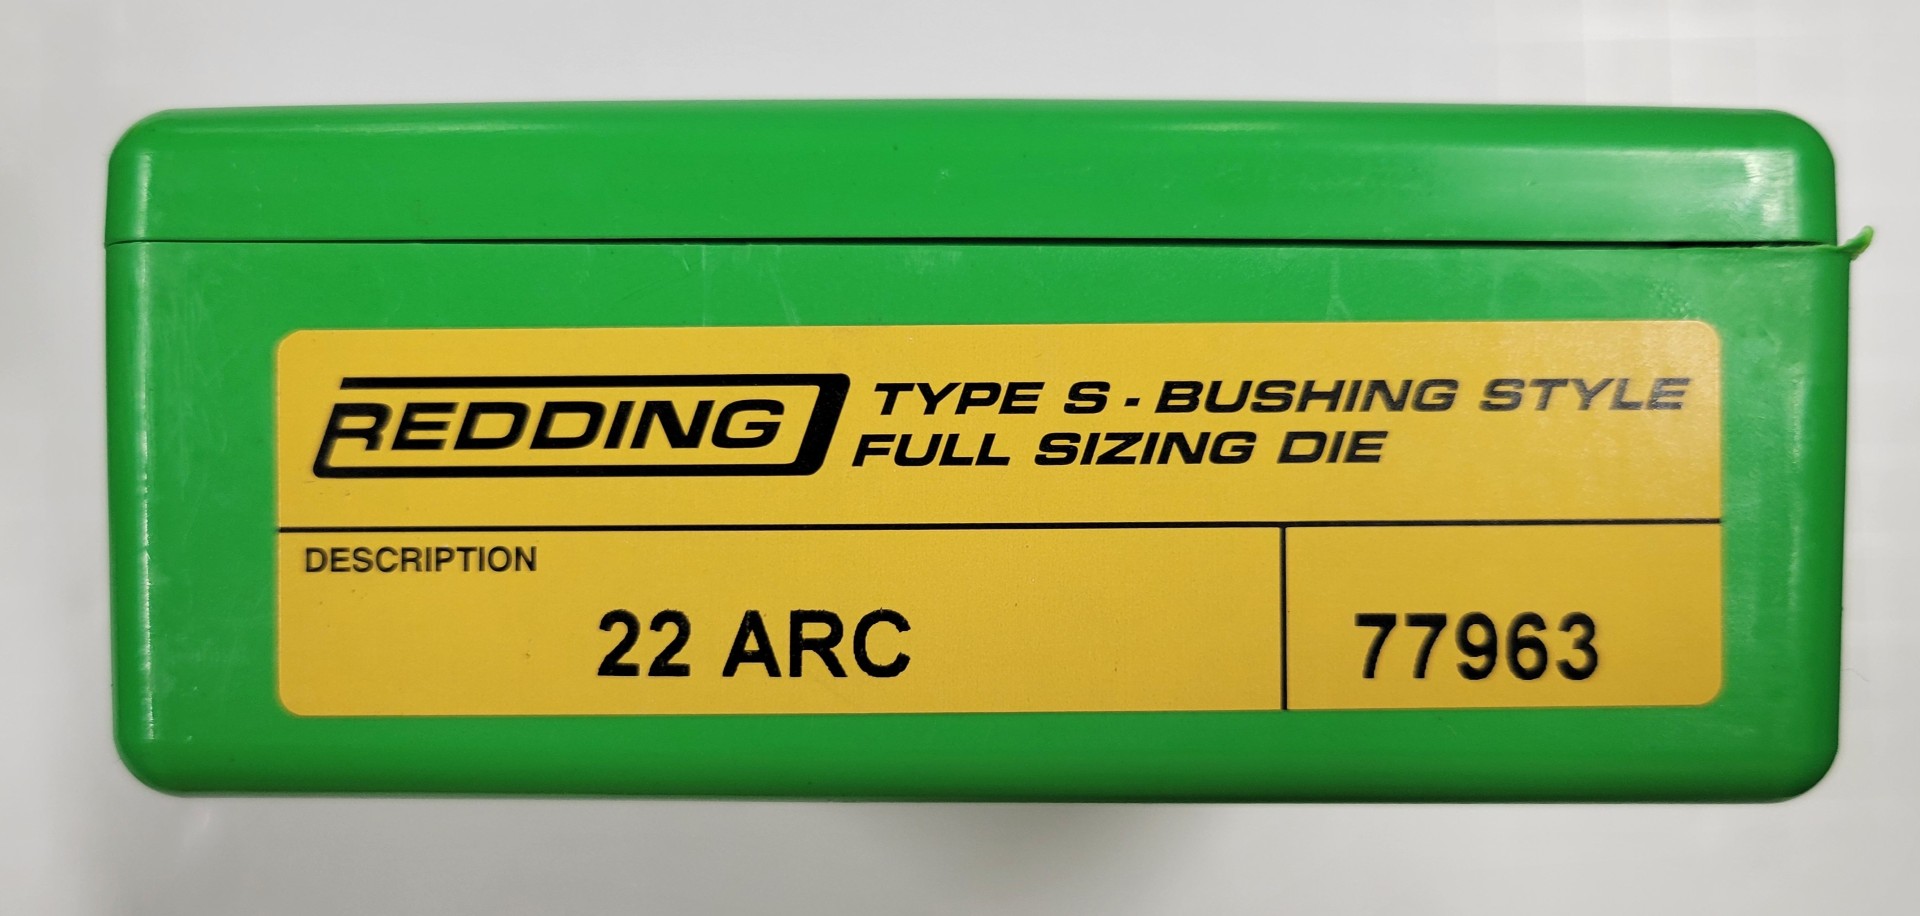 REDDING
TYPE S - BUSHING STYLE
FULL SIZING DIE
DESCRIPTION
22 ARC
77963